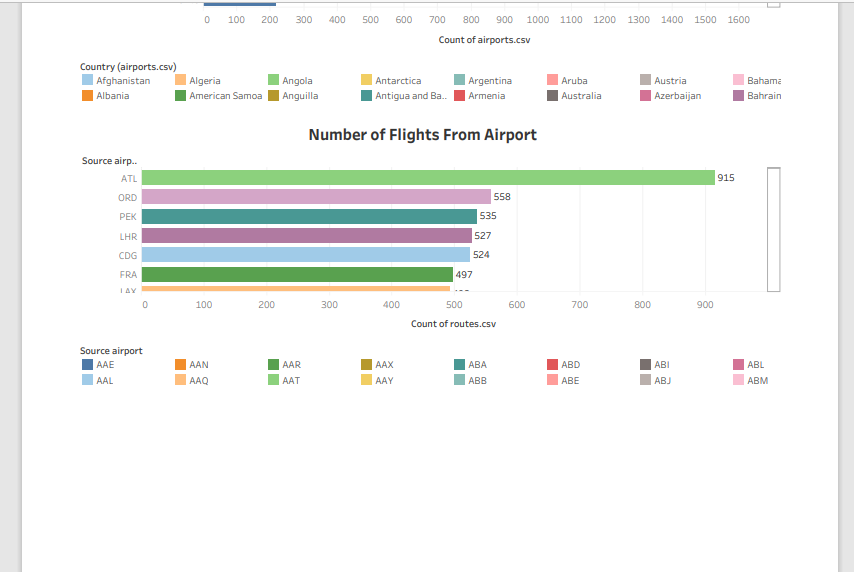 0 100 200 300 400 500 600 700 800 900 1000 1100 1200 1300 1400 1500 1600
Count of airports.csv
Country (airports.csv)
Afghanistan Algeria Angola Antarctica Argentina Aruba Austria Bahama
Albania American Samoa Anguilla Antigua and Ba.. Armenia Australia Azerbaijan Bahrain
Number of Flights From Airport
Source airp..
ATL 915
ORD 558
PEK 535
LHR 527
CDG 524
FRA 497
LAX
0 100 200 300 400 500 600 700 800 900
Count of routes.csv
Source airport
AAE AAN AAR AAX ABA ABD ABI ABL
AAL AAQ AAT AAY ABB ABE ABJ ABM